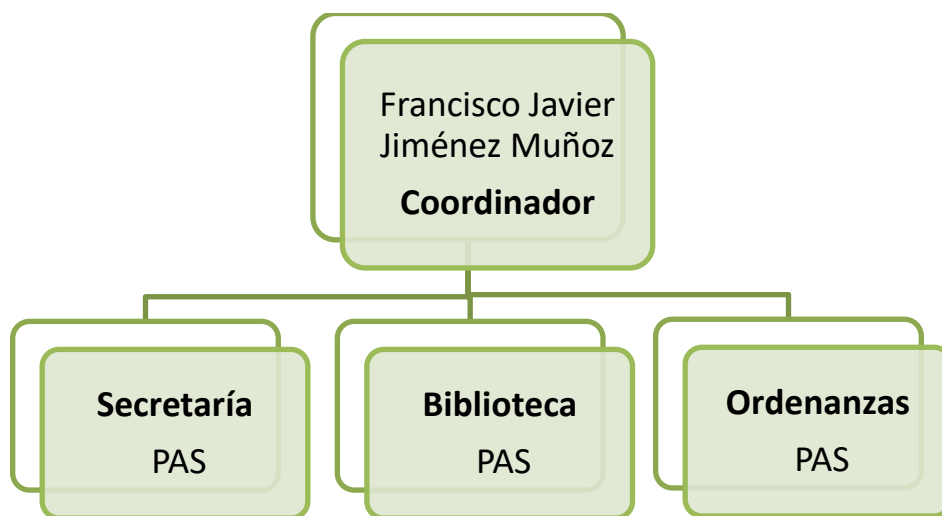 Francisco Javier
Jiménez Muñoz
Coordinador
Secretaría
PAS
Biblioteca
PAS
Ordenanzas
PAS